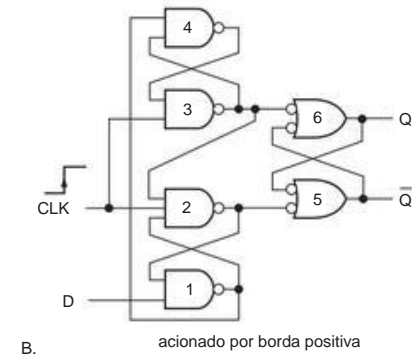 4
3
6
Q
CLK
2
5
Q̅
1
D
B.
acionado por borda positiva